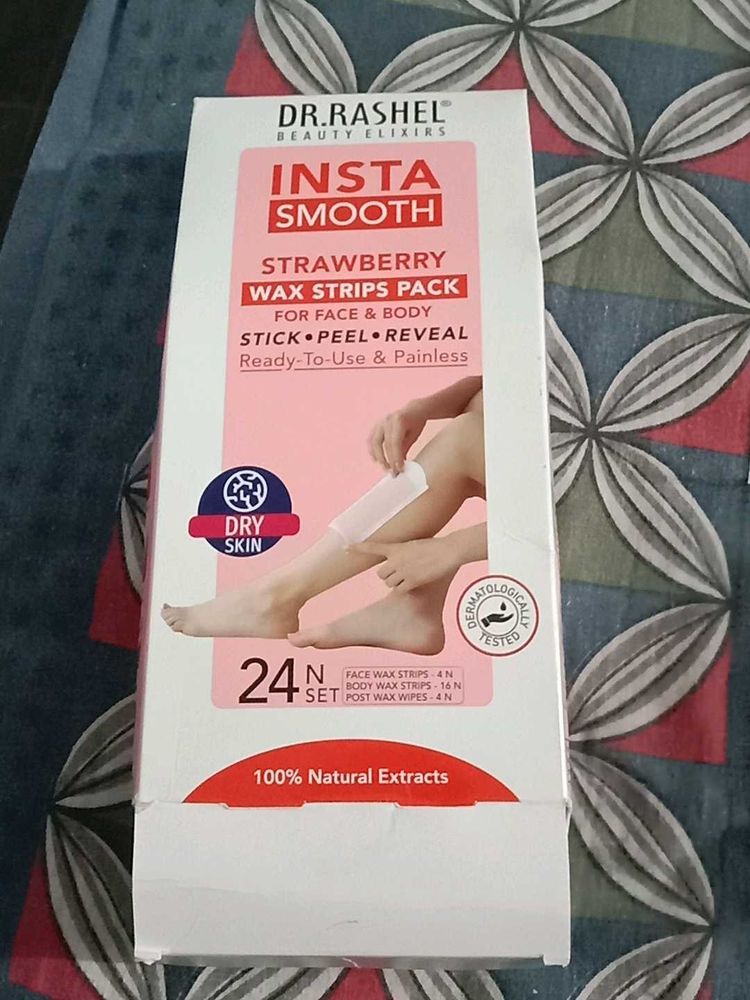 DR.RASHEL®
BEAUTY ELIXIRS
INSTA
SMOOTH
STRAWBERRY
WAX STRIPS PACK
FOR FACE & BODY
STICK • PEEL • REVEAL
Ready-To-Use & Painless
DRY
SKIN
DERMATOLOGICALLY
TESTED
24 N
SET
FACE WAX STRIPS - 4 N
BODY WAX STRIPS - 16 N
POST WAX WIPES - 4 N
100% Natural Extracts